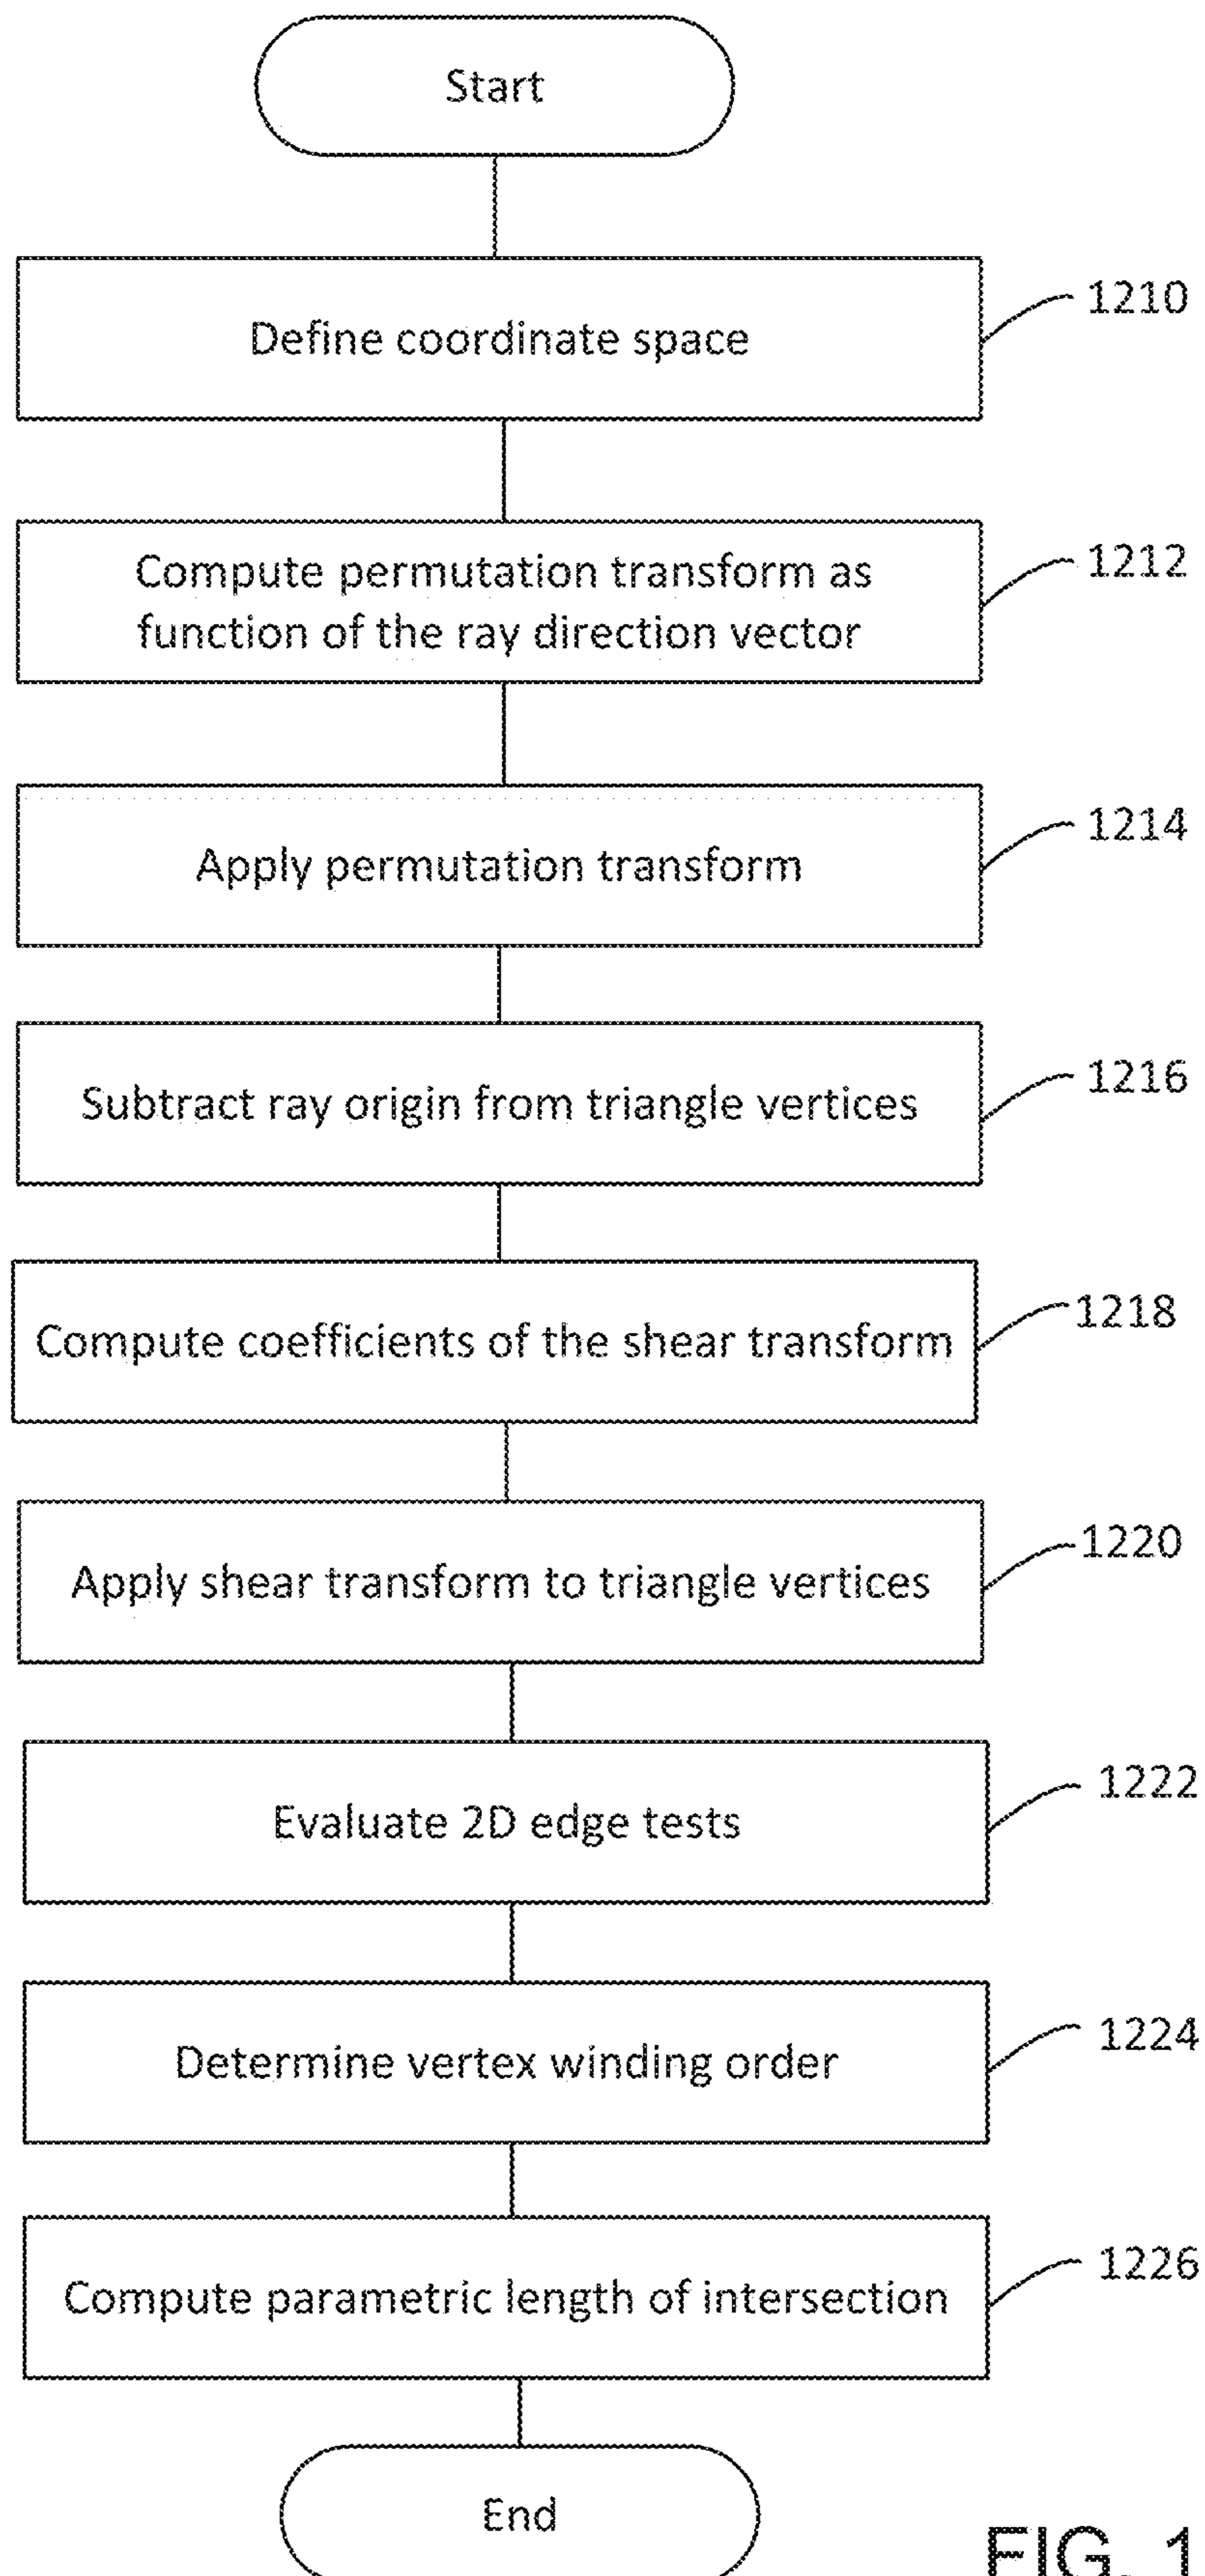 Start
Define coordinate space
1210
Compute permutation transform as
function of the ray direction vector
1212
Apply permutation transform
1214
Subtract ray origin from triangle vertices
1216
Compute coefficients of the shear transform
1218
Apply shear transform to triangle vertices
1220
Evaluate 2D edge tests
1222
Determine vertex winding order
1224
Compute parametric length of intersection
1226
End
FIG. 1